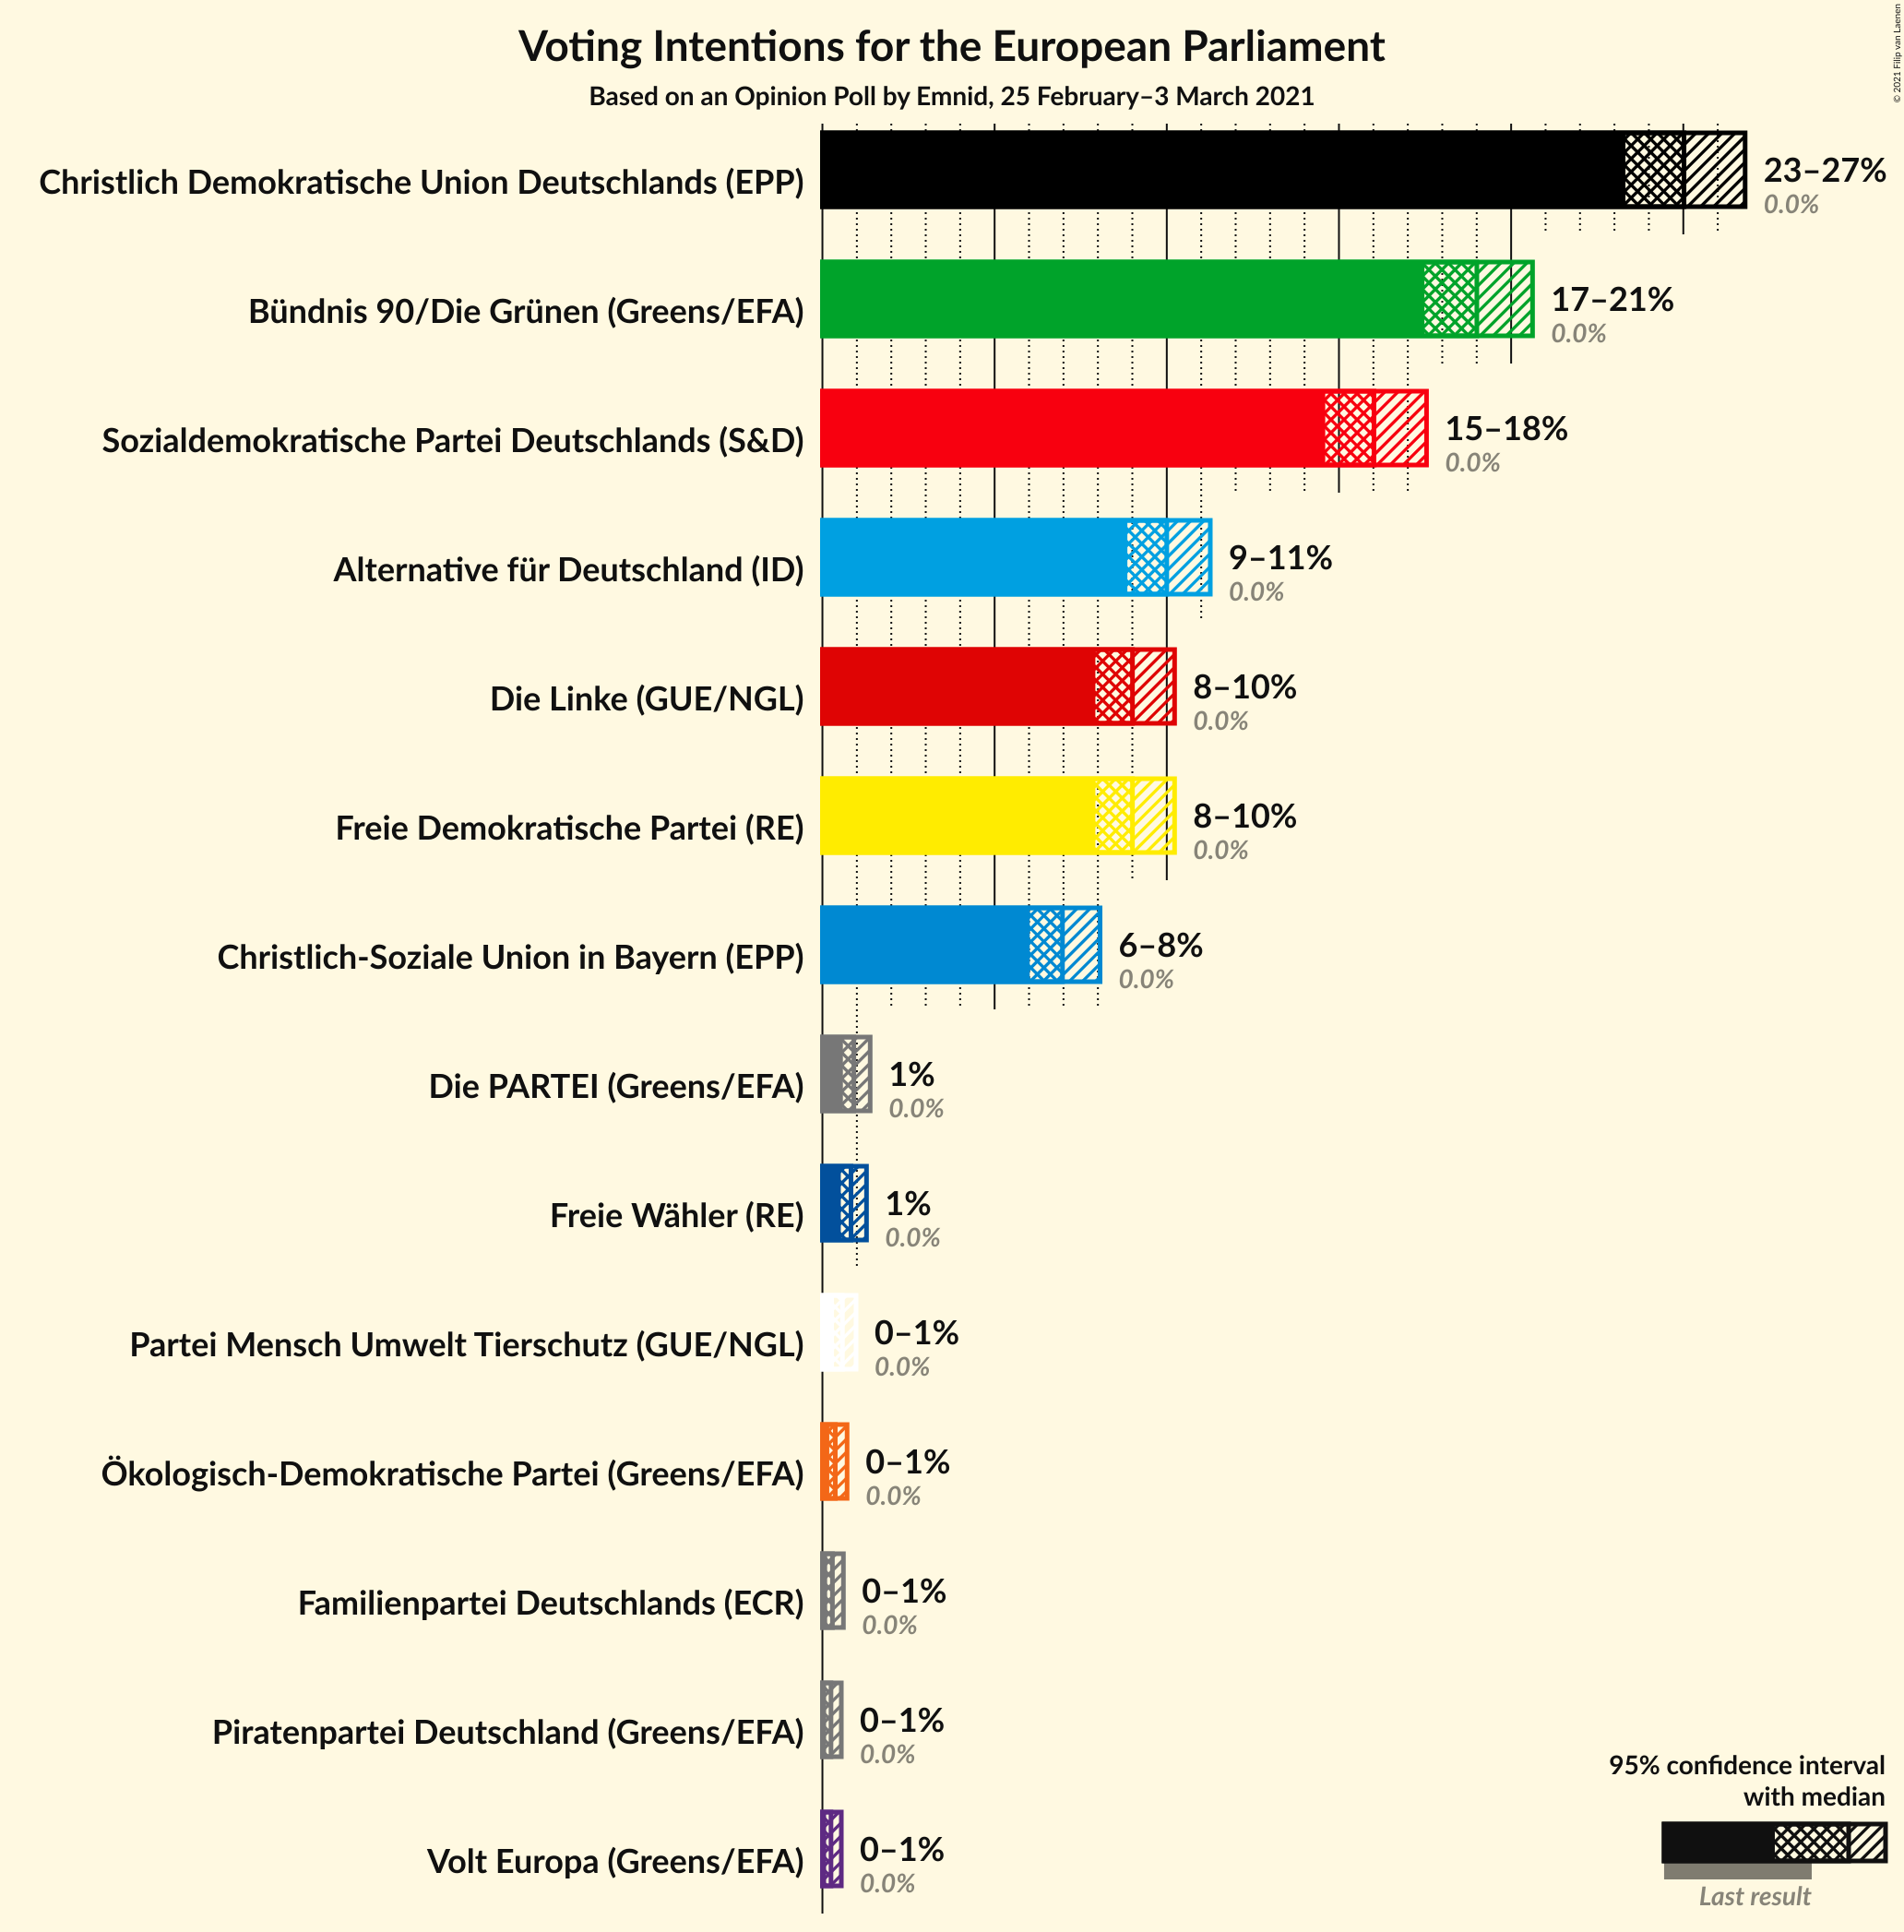 © 2021 Filip van Laenen
Voting Intentions for the European Parliament
Based on an Opinion Poll by Emnid, 25 February–3 March 2021
Christlich Demokratische Union Deutschlands (EPP)
23–27%
0.0%
Bündnis 90/Die Grünen (Greens/EFA)
17–21%
0.0%
Sozialdemokratische Partei Deutschlands (S&D)
15–18%
0.0%
Alternative für Deutschland (ID)
9–11%
0.0%
Die Linke (GUE/NGL)
8–10%
0.0%
Freie Demokratische Partei (RE)
8–10%
0.0%
Christlich-Soziale Union in Bayern (EPP)
6–8%
0.0%
Die PARTEI (Greens/EFA)
1%
0.0%
Freie Wähler (RE)
1%
0.0%
Partei Mensch Umwelt Tierschutz (GUE/NGL)
0–1%
0.0%
Ökologisch-Demokratische Partei (Greens/EFA)
0–1%
0.0%
Familienpartei Deutschlands (ECR)
0–1%
0.0%
Piratenpartei Deutschland (Greens/EFA)
0–1%
0.0%
Volt Europa (Greens/EFA)
0–1%
0.0%
95% confidence interval
with median
Last result